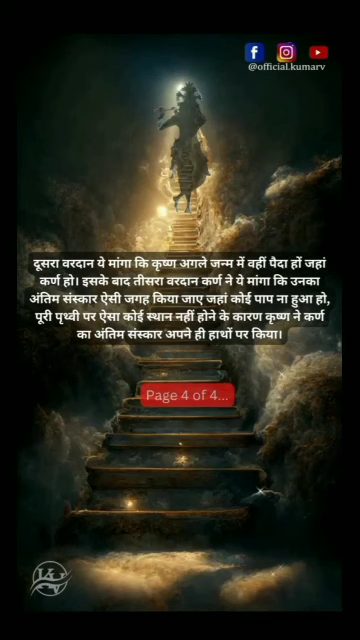 @official.kumarv
दूसरा वरदान ये मांगा कि कृष्ण अगले जन्म में वहीं पैदा हों जहां
कर्ण हो। इसके बाद तीसरा वरदान कर्ण ने ये मांगा कि उनका
अंतिम संस्कार ऐसी जगह किया जाए जहां कोई पाप ना हुआ हो,
पूरी पृथ्वी पर ऐसा कोई स्थान नहीं होने के कारण कृष्ण ने कर्ण
का अंतिम संस्कार अपने ही हाथों पर किया।
Page 4 of 4...